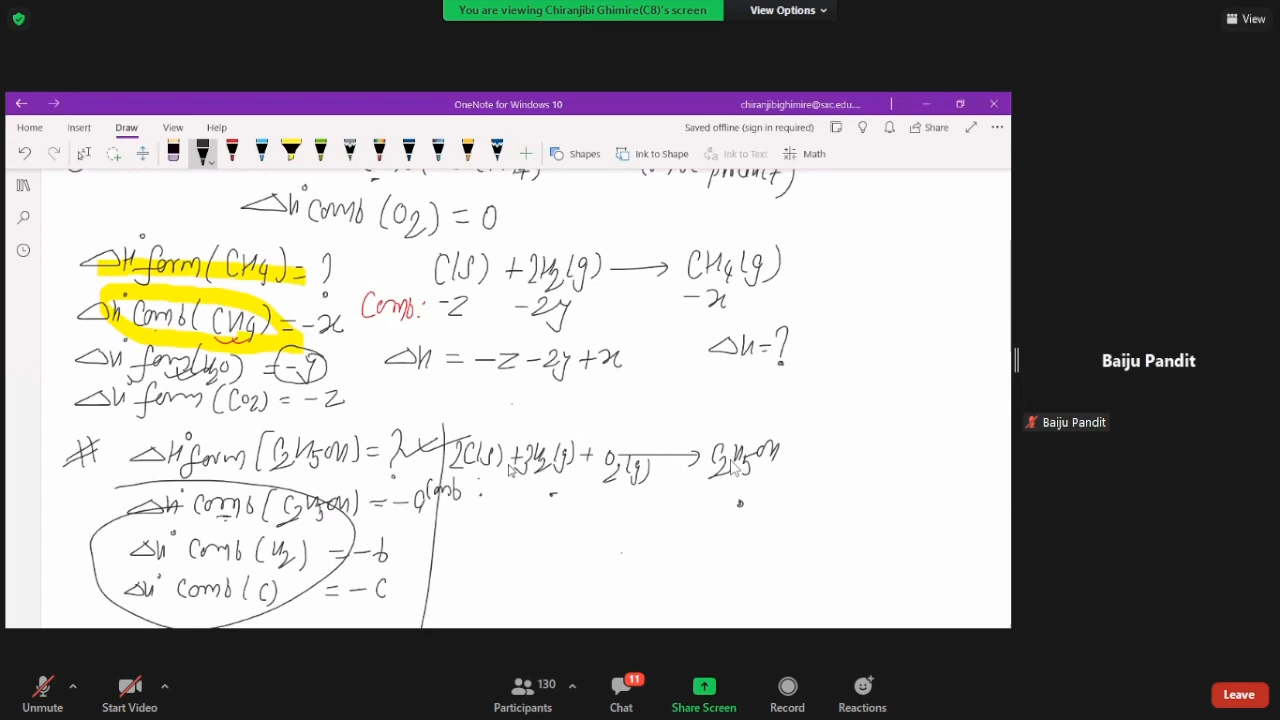 You are viewing Chiranjibi Ghimire(C8)'s screen
View Options
View
OneNote for Windows 10
chiranjibighimire@sxc.edu....
Home Insert Draw View Help
Saved offline (sign in required)
Share
Shapes
Ink to Shape
Ink to Text
Math
product)
ΔH° Comb (O2) = 0
ΔH° form (CH4) = ?
C(s) + 2H2(g) ⟶ CH4(g)
ΔH° Comb (CH4) = -x
Comb: -z -2y -x
ΔH° form (H2O) = -y
ΔH = -z - 2y + x
ΔH = ?
ΔH° form (CO2) = -z
# ΔH° form [C2H5OH] = ?
2C(s) + 3H2(g) + O2(g) ⟶ C2H5OH
ΔH° Comb [C2H5OH] = -a
Comb :
ΔH° Comb (H2) = -b
ΔH° Comb (C) = -c
Baiju Pandit
Baiju Pandit
Unmute
Start Video
130
Participants
11
Chat
Share Screen
Record
Reactions
Leave